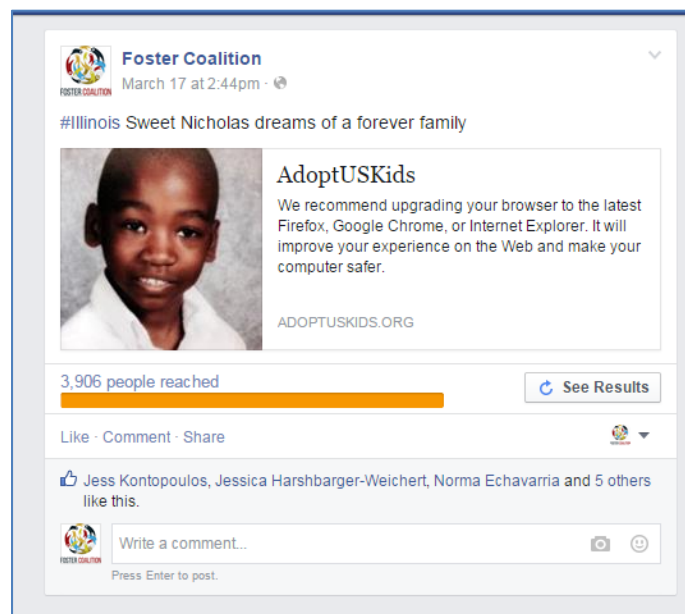 Foster Coalition
March 17 at 2:44pm ·
FOSTER COALITION
#Illinois Sweet Nicholas dreams of a forever family
AdoptUSKids
We recommend upgrading your browser to the latest
Firefox, Google Chrome, or Internet Explorer. It will
improve your experience on the Web and make your
computer safer.
ADOPTUSKIDS.ORG
3,906 people reached
See Results
Like · Comment · Share
Jess Kontopoulos, Jessica Harshbarger-Weichert, Norma Echavarria and 5 others
like this.
Write a comment...
FOSTER COALITION
Press Enter to post.